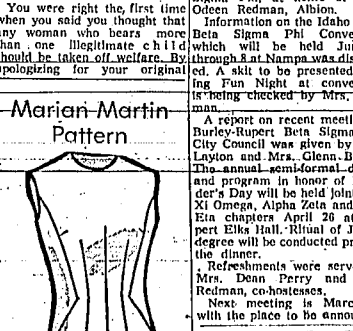 You were right the, first time
when you said you thought that
any woman who bears more
than one illegitimate child
should be taken off welfare. By
apologizing for your original
Marian Martin
Pattern
Odeen Redman, Albion.
Information on the Idaho
Beta Sigma Phi Conve
which will be held Ju
through 8 at Nampa was dis
ed. A skit to be presented
ing Fun Night at conve
is being checked by Mrs.
man.
A report on recent meeti
Burley-Rupert Beta Sigma
City Council was given by
Layton and Mrs. Glenn B
The annual semi-formal d
and program in honor of
der's Day will be held join
Xi Omega, Alpha Zeta and
Eta chapters April 26 at
pert Elks Hall. Ritual of J
degree will be conducted pr
the dinner.
Refreshments were serv
Mrs. Dean Perry and
Redman, co-hostesses.
Next meeting is Marc
with the place to be annou